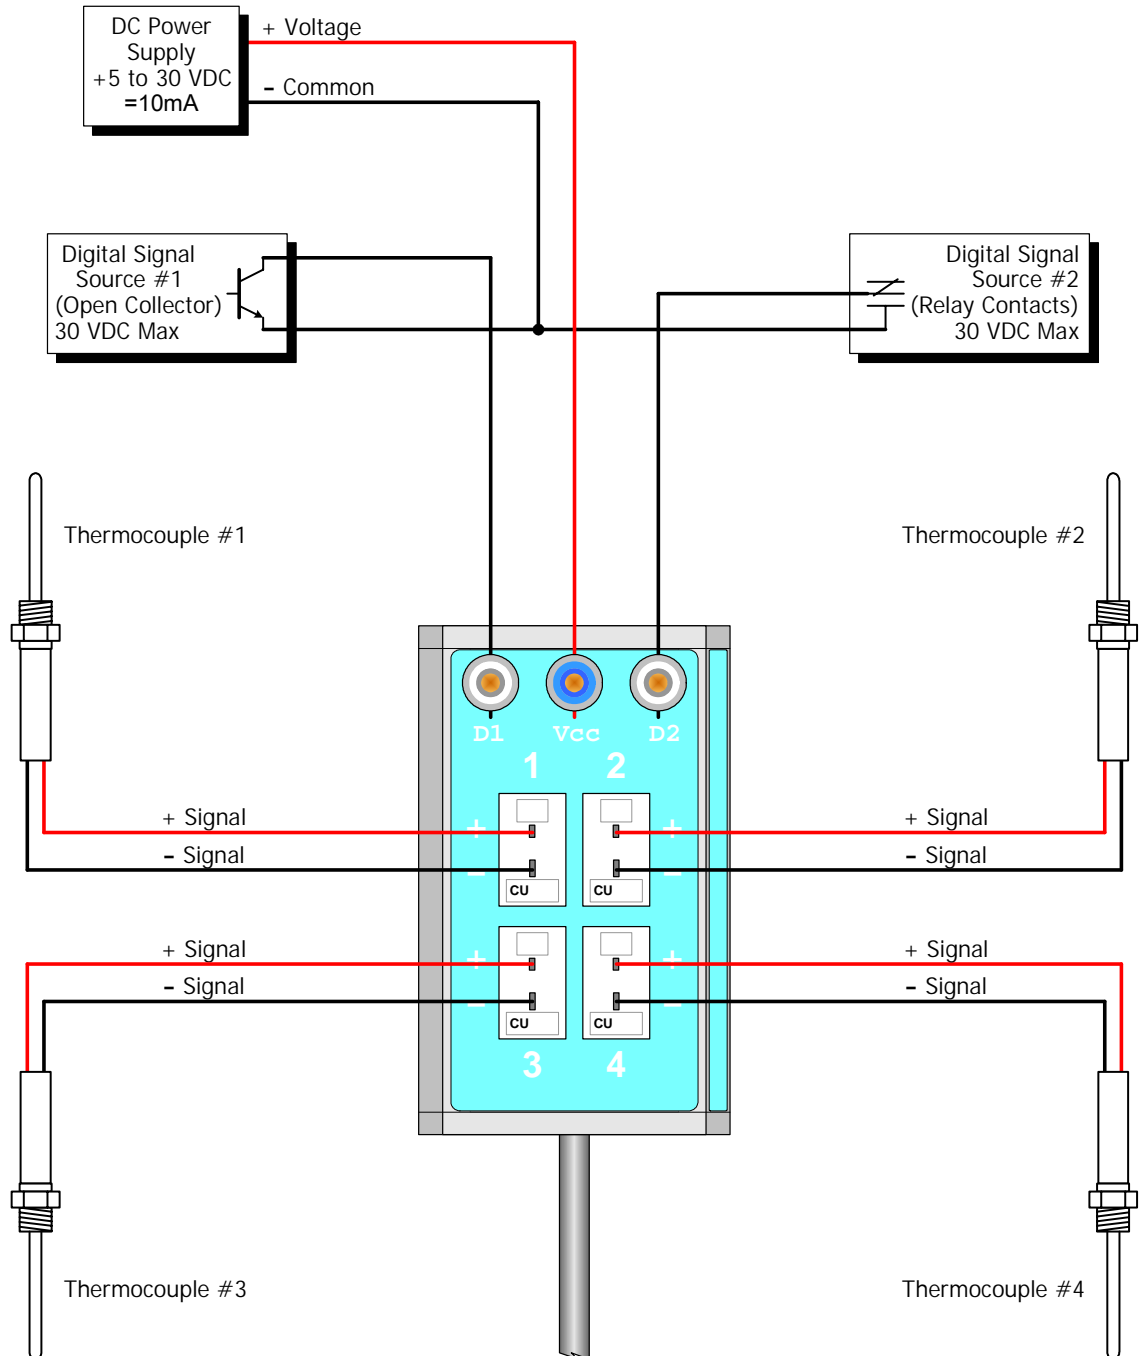 DC Power
Supply
+5 to 30 VDC
=10mA
+ Voltage
- Common
Digital Signal
Source #1
(Open Collector)
30 VDC Max
Digital Signal
Source #2
(Relay Contacts)
30 VDC Max
Thermocouple #1
Thermocouple #2
D1 Vcc D2
1 2
+ Signal
- Signal
+ +
- -
+ Signal
- Signal
CU CU
+ Signal
- Signal
+ +
- -
+ Signal
- Signal
CU CU
3 4
Thermocouple #3
Thermocouple #4